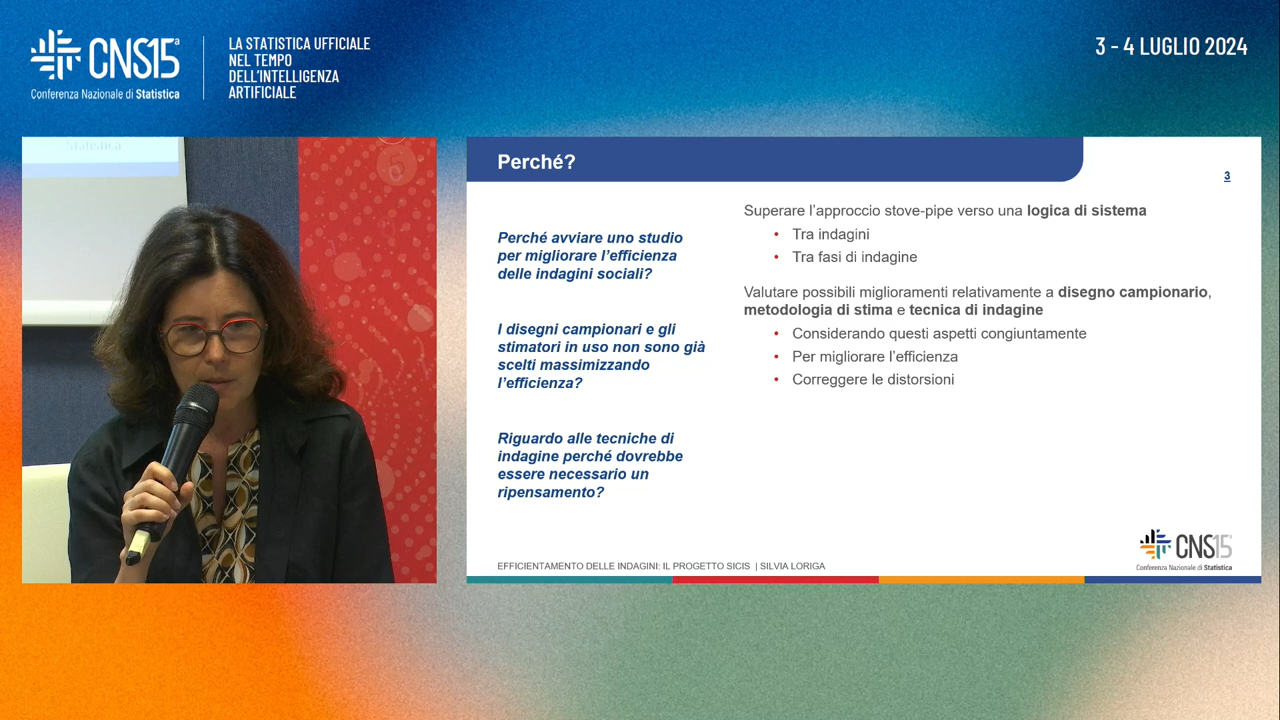 CNS15ª
Conferenza Nazionale di Statistica
LA STATISTICA UFFICIALE
NEL TEMPO
DELL'INTELLIGENZA
ARTIFICIALE
3 - 4 LUGLIO 2024
Statistica
5
Perché?
3
Perché avviare uno studio
per migliorare l'efficienza
delle indagini sociali?
I disegni campionari e gli
stimatori in uso non sono già
scelti massimizzando
l'efficienza?
Riguardo alle tecniche di
indagine perché dovrebbe
essere necessario un
ripensamento?
Superare l'approccio stove-pipe verso una logica di sistema
• Tra indagini
• Tra fasi di indagine
Valutare possibili miglioramenti relativamente a disegno campionario,
metodologia di stima e tecnica di indagine
• Considerando questi aspetti congiuntamente
• Per migliorare l'efficienza
• Correggere le distorsioni
EFFICIENTAMENTO DELLE INDAGINI: IL PROGETTO SICIS | SILVIA LORIGA
CNS15
Conferenza Nazionale di Statistica